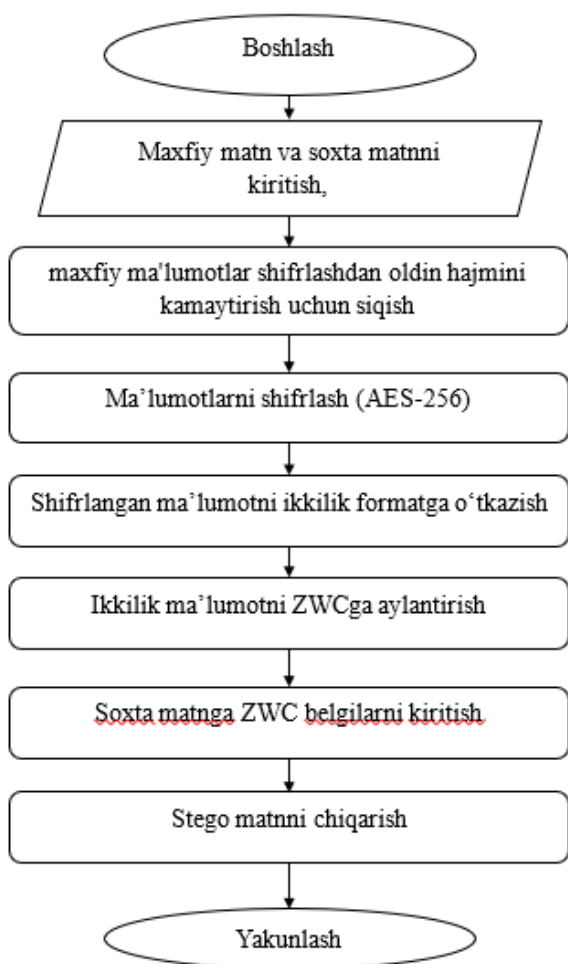 Boshlash
Maxfiy matn va soxta matnni
kiritish,
maxfiy ma'lumotlar shifrlashdan oldin hajmini
kamaytirish uchun siqish
Ma’lumotlarni shifrlash (AES-256)
Shifrlangan ma’lumotni ikkilik formatga o‘tkazish
Ikkilik ma’lumotni ZWCga aylantirish
Soxta matnga ZWC belgilarni kiritish
Stego matnni chiqarish
Yakunlash